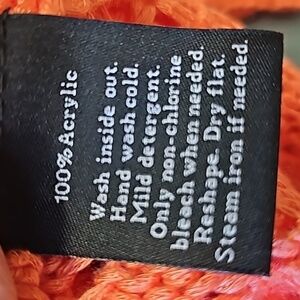 100% Acrylic
Wash inside out.
Hand wash cold.
Mild detergnt.
Only non-chlorine
bleach when needed.
Reshape. Dry flat.
Steam iron if needed.